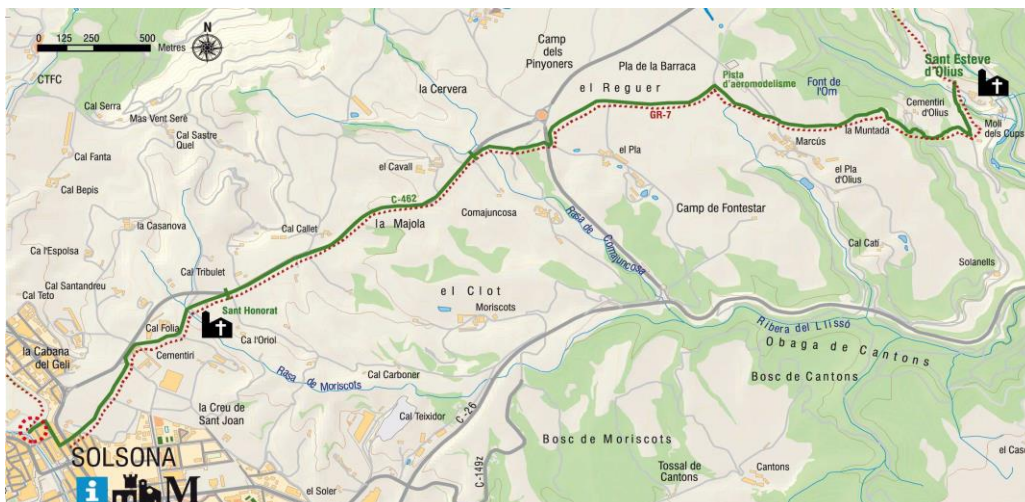 0 125 250 500
Metres
N
CTFC
Cal Serra
Mas Vent Seré
Cal Sastre
Quel
Cal Fanta
Cal Bepis
la Casanova
Ca l'Espolsa
Cal Santandreu
Cal Teto
Cal Tribulet
Cal Callet
la Cervera
Camp
dels
Pinyoners
Pla de la Barraca
el Reguer
GR-7
Pista
d'aeromodelisme
Font de
l'Om
Sant Esteve
d'Olius
Cementiri
d'Olius
Molí
dels Cups
la Muntada
Marcús
el Pla
d'Olius
el Pla
el Cavall
C-462
la Majola
Comajuncosa
Rasa de Comajuncosa
Camp de Fontestar
Cal Catí
Solanells
el Clot
Moriscots
Sant Honorat
Cal Folia
Ca l'Oriol
Cementiri
la Cabana
del Geli
Rasa de Moriscots
Cal Carboner
Ribera del Llissó
Obaga de Cantons
Bosc de Cantons
la Creu de
Sant Joan
Cal Teixidor
C-26
C-149z
Bosc de Moriscots
SOLSONA
i
M
el Soler
Tossal de
Cantons
Cantons
el Cas